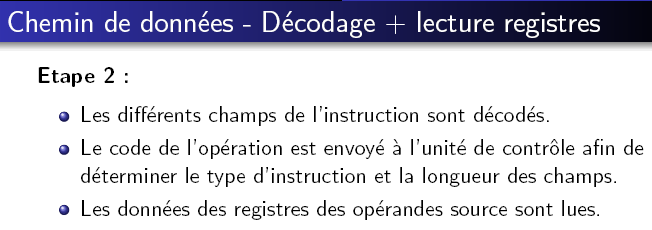 Chemin de données - Décodage + lecture registres
Etape 2 :
Les différents champs de l'instruction sont décodés.
Le code de l'opération est envoyé à l'unité de contrôle afin de
déterminer le type d'instruction et la longueur des champs.
Les données des registres des opérandes source sont lues.